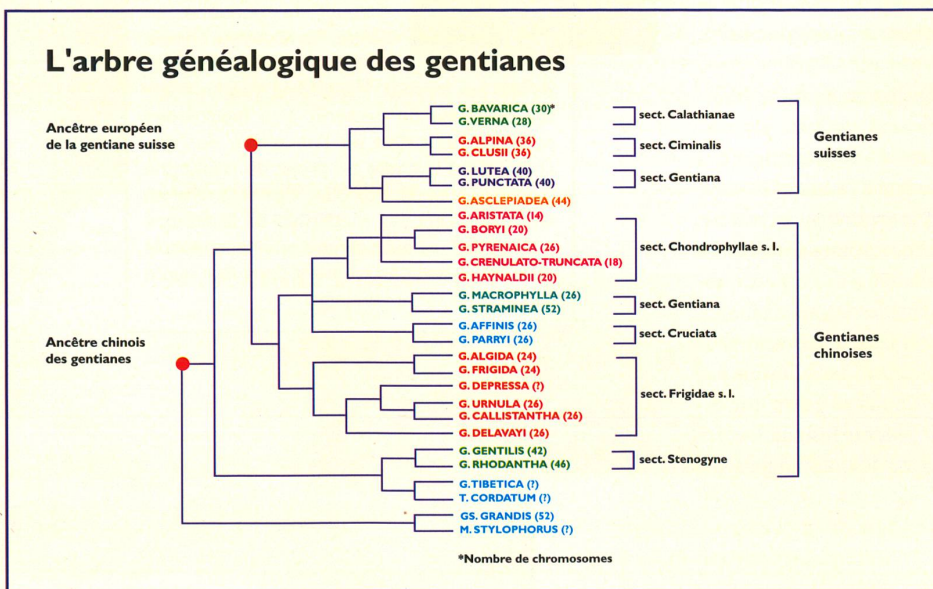 L'arbre généalogique des gentianes
Ancêtre européen
de la gentiane suisse
Ancêtre chinois
des gentianes
G. BAVARICA (30)*
G. VERNA (28)
G. ALPINA (36)
G. CLUSII (36)
G. LUTEA (40)
G. PUNCTATA (40)
G. ASCLEPIADEA (44)
G. ARISTATA (14)
G. BORYI (20)
G. PYRENAICA (26)
G. CRENULATO-TRUNCATA (18)
G. HAYNALDII (20)
G. MACROPHYLLA (26)
G. STRAMINEA (52)
G. AFFINIS (26)
G. PARRYI (26)
G. ALGIDA (24)
G. FRIGIDA (24)
G. DEPRESSA (?)
G. URNULA (26)
G. CALLISTANTHA (26)
G. DELAVAYI (26)
G. GENTILIS (42)
G. RHODANTHA (46)
G. TIBETICA (?)
T. CORDATUM (?)
GS. GRANDIS (52)
M. STYLOPHORUS (?)
sect. Calathianae
sect. Ciminalis
sect. Gentiana
sect. Chondrophyllae s. l.
sect. Gentiana
sect. Cruciata
sect. Frigidae s. l.
sect. Stenogyne
Gentianes
suisses
Gentianes
chinoises
*Nombre de chromosomes